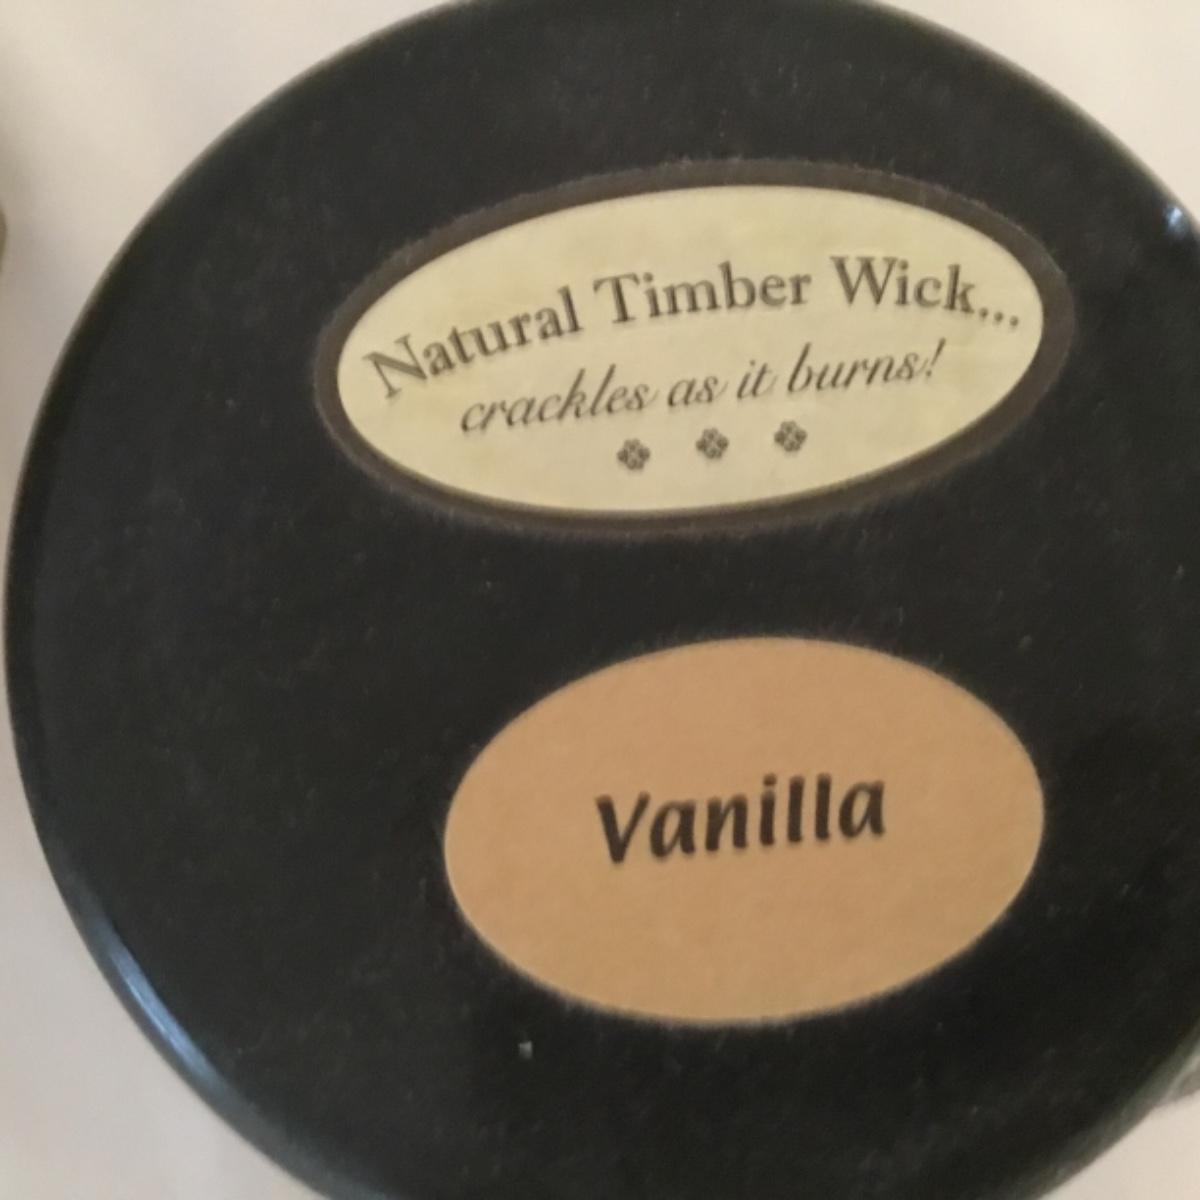 Natural Timber Wick...
crackles as it burns!
Vanilla